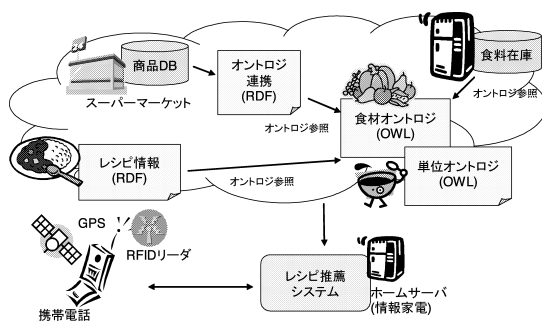 商品DB
スーパーマーケット
オントロジ
連携
(RDF)
食料在庫
オントロジ参照
オントロジ参照
食材オントロジ
(OWL)
レシピ情報
(RDF)
オントロジ参照
単位オントロジ
(OWL)
GPS
RFIDリーダ
携帯電話
レシピ推薦
システム
ホームサーバ
(情報家電)